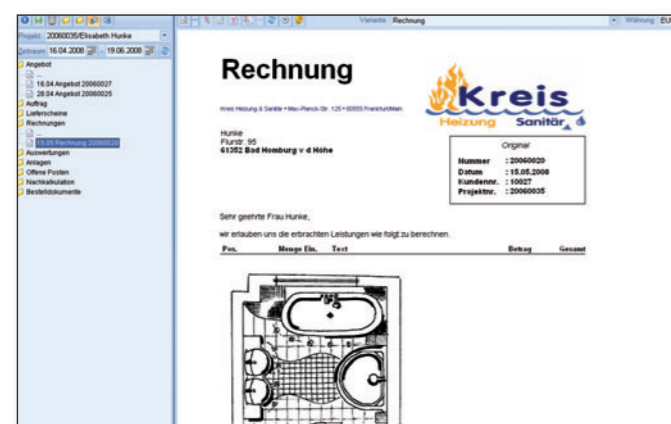 Variante Rechnung
Währung EU
Projekt 20060035/Elisabeth Hunke
Zeitraum 16.04.2008 - 19.06.2008
Angebot
...
16.04 Angebot 20060027
28.04 Angebot 20060025
Auftrag
Lieferscheine
Rechnungen
...
15.05 Rechnung 20060020
Auswertungen
Anlagen
Offene Posten
Nachkalkulation
Bestelldokumente
Rechnung
Kreis
Heizung Sanitär
Kreis Heizung & Sanitär • Max-Planck-Str. 125 • 60555 Frankfurt/Main
Hunke
Flurstr. 95
61352 Bad Homburg v d Höhe
Original
Nummer : 20060020
Datum : 15.05.2008
Kundennr. : 10027
Projektnr. : 20060035
Sehr geehrte Frau Hunke,
wir erlauben uns die erbrachten Leistungen wie folgt zu berechnen.
Pos. Menge Ein. Text Betrag Gesamt